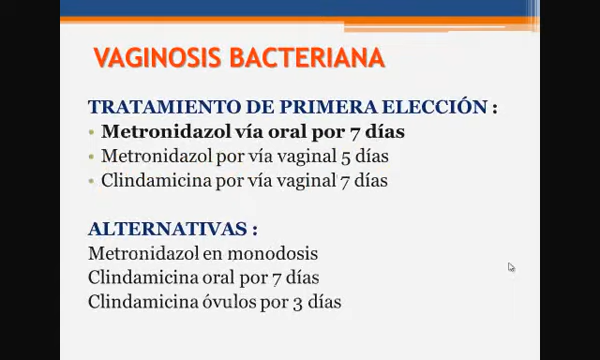 VAGINOSIS BACTERIANA
TRATAMIENTO DE PRIMERA ELECCIÓN :
• Metronidazol vía oral por 7 días
• Metronidazol por vía vaginal 5 días
• Clindamicina por vía vaginal 7 días
ALTERNATIVAS :
Metronidazol en monodosis
Clindamicina oral por 7 días
Clindamicina óvulos por 3 días